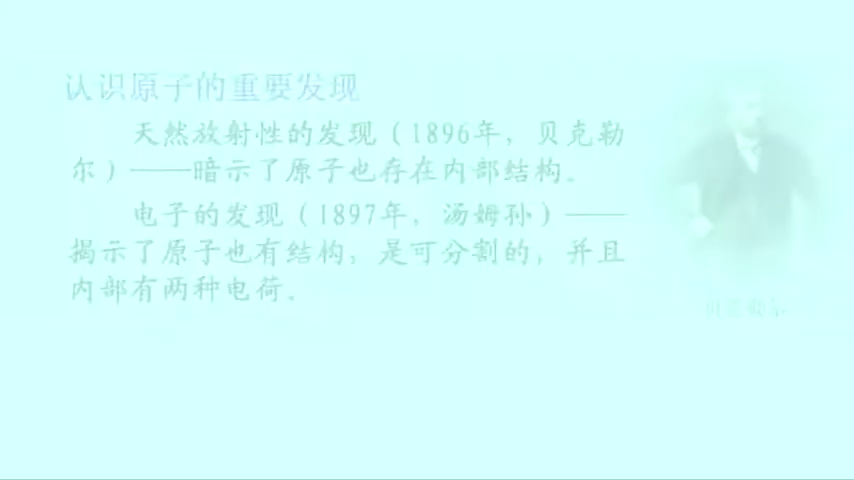 认识原子的重要发现
天然放射性的发现（1896年，贝克勒
尔）——暗示了原子也存在内部结构。
电子的发现（1897年，汤姆孙）——
揭示了原子也有结构，是可分割的，并且
内部有两种电荷。